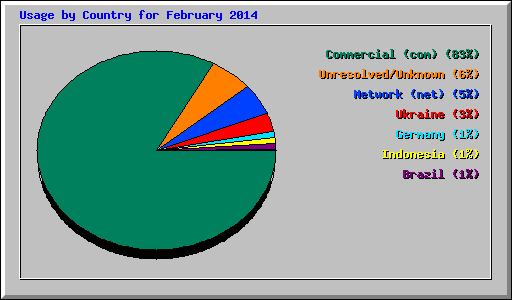 Usage by Country for February 2014
Commercial (com) (83%)
Unresolved/Unknown (6%)
Network (net) (5%)
Ukraine (3%)
Germany (1%)
Indonesia (1%)
Brazil (1%)